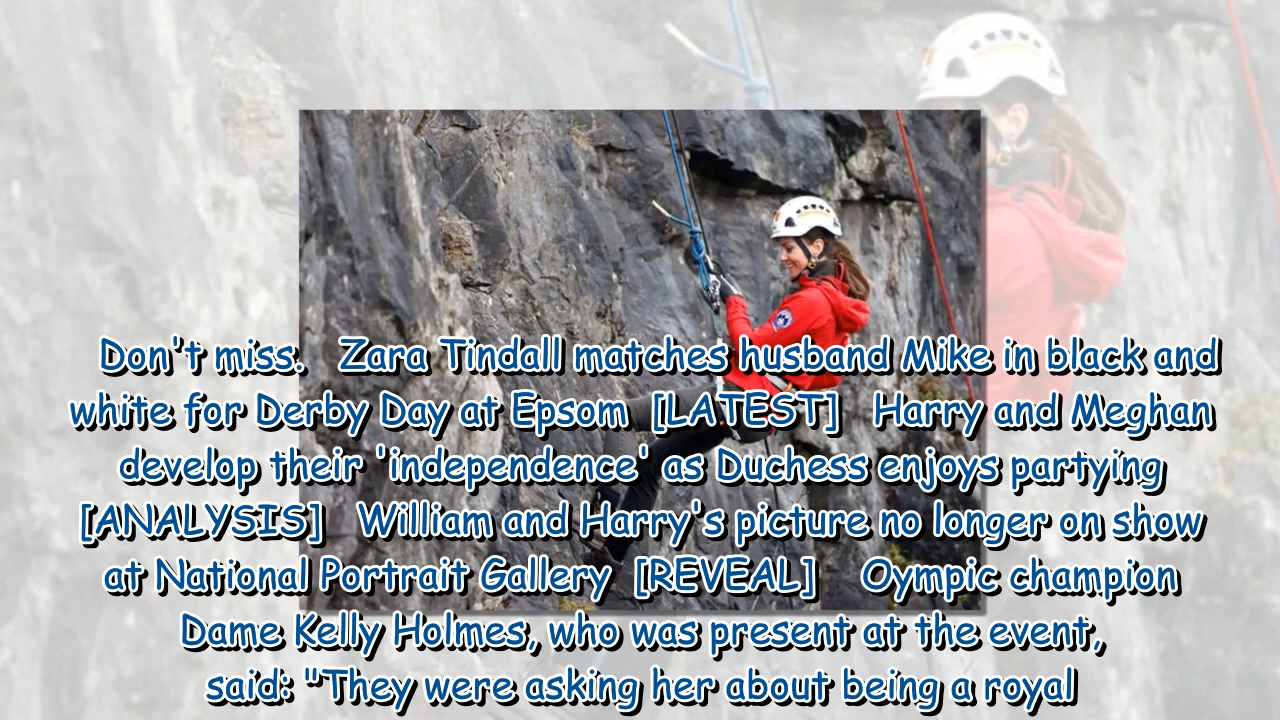 Don't miss.   Zara Tindall matches husband Mike in black and
white for Derby Day at Epsom  [LATEST]   Harry and Meghan
develop their 'independence' as Duchess enjoys partying
[ANALYSIS]   William and Harry's picture no longer on show
at National Portrait Gallery  [REVEAL]    Oympic champion
Dame Kelly Holmes, who was present at the event,
said: "They were asking her about being a royal